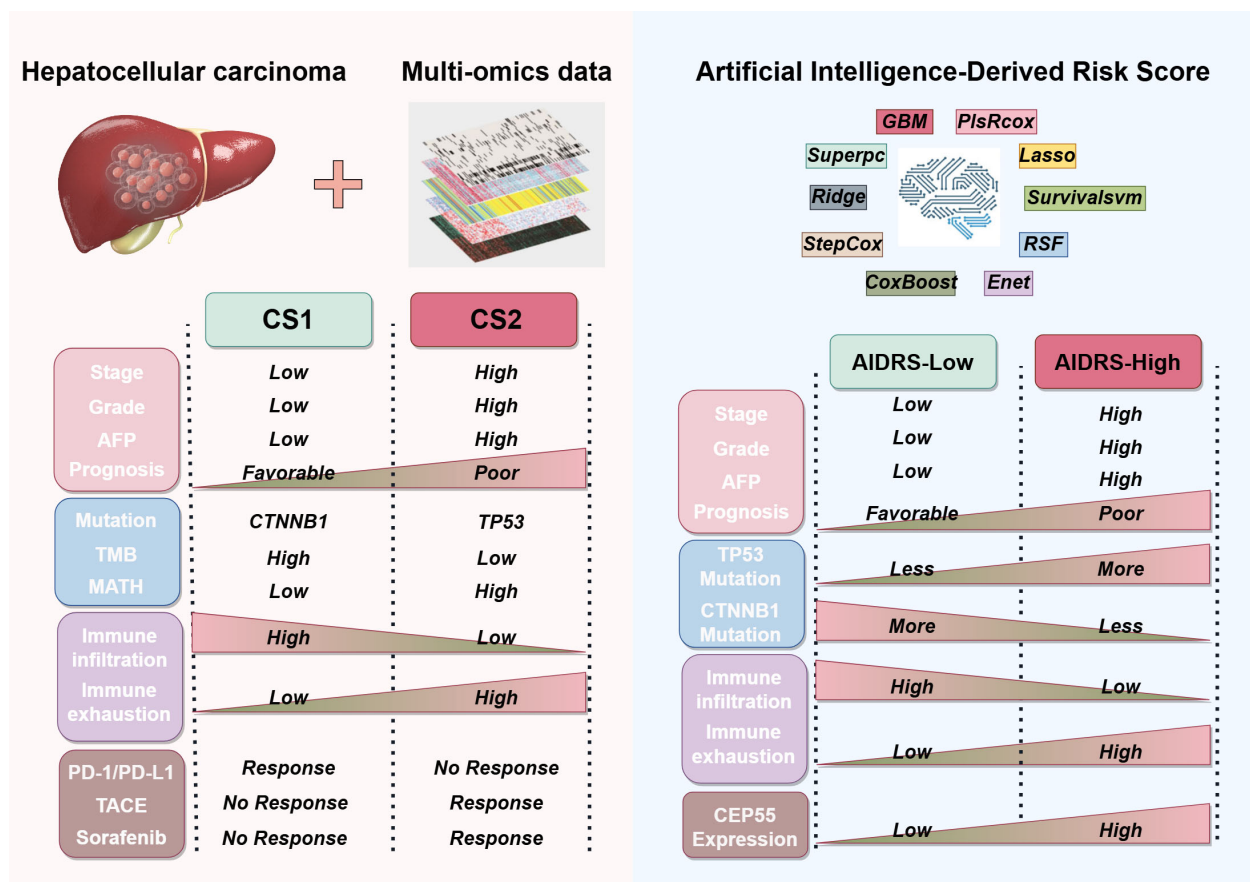 Hepatocellular carcinoma
Multi-omics data
CS1 CS2
Stage Low High
Grade Low High
AFP Low High
Prognosis Favorable Poor
Mutation CTNNB1 TP53
TMB High Low
MATH Low High
Immune
infiltration
High Low
Immune
exhaustion
Low High
PD-1/PD-L1 Response No Response
TACE No Response Response
Sorafenib No Response Response
Artificial Intelligence-Derived Risk Score
GBM PlsRcox
Superpc Lasso
Ridge Survivalsvm
StepCox RSF
CoxBoost Enet
AIDRS-Low AIDRS-High
Stage Low High
Grade Low High
AFP Low High
Prognosis Favorable Poor
TP53
Mutation
Less More
CTNNB1
Mutation
More Less
Immune
infiltration
High Low
Immune
exhaustion
Low High
CEP55
Expression
Low High